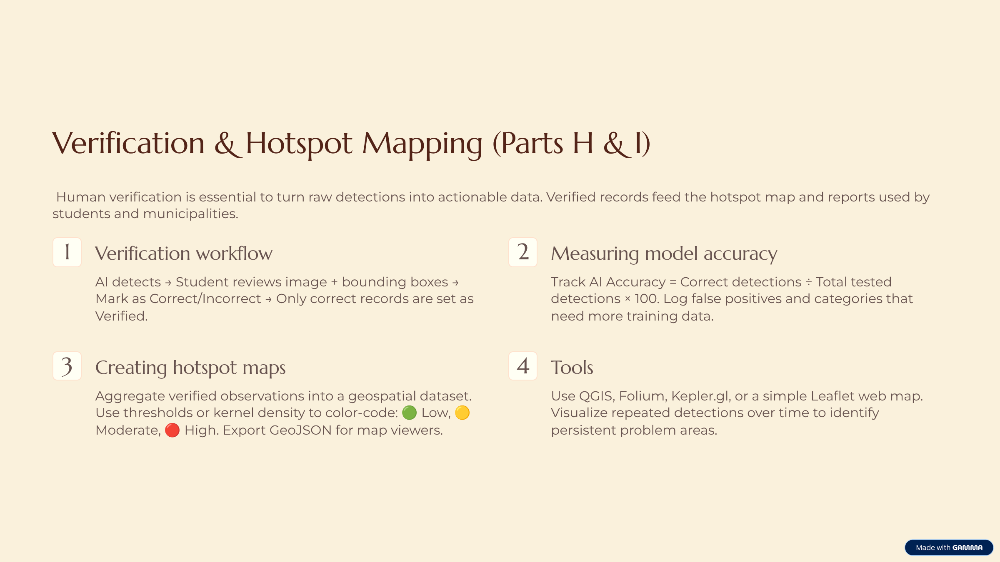 Verification & Hotspot Mapping (Parts H & I)
Human verification is essential to turn raw detections into actionable data. Verified records feed the hotspot map and reports used by
students and municipalities.
1
Verification workflow
AI detects → Student reviews image + bounding boxes →
Mark as Correct/Incorrect → Only correct records are set as
Verified.
2
Measuring model accuracy
Track AI Accuracy = Correct detections ÷ Total tested
detections × 100. Log false positives and categories that
need more training data.
3
Creating hotspot maps
Aggregate verified observations into a geospatial dataset.
Use thresholds or kernel density to color-code: 🟢 Low, 🟡
Moderate, 🔴 High. Export GeoJSON for map viewers.
4
Tools
Use QGIS, Folium, Kepler.gl, or a simple Leaflet web map.
Visualize repeated detections over time to identify
persistent problem areas.
Made with GAMMA